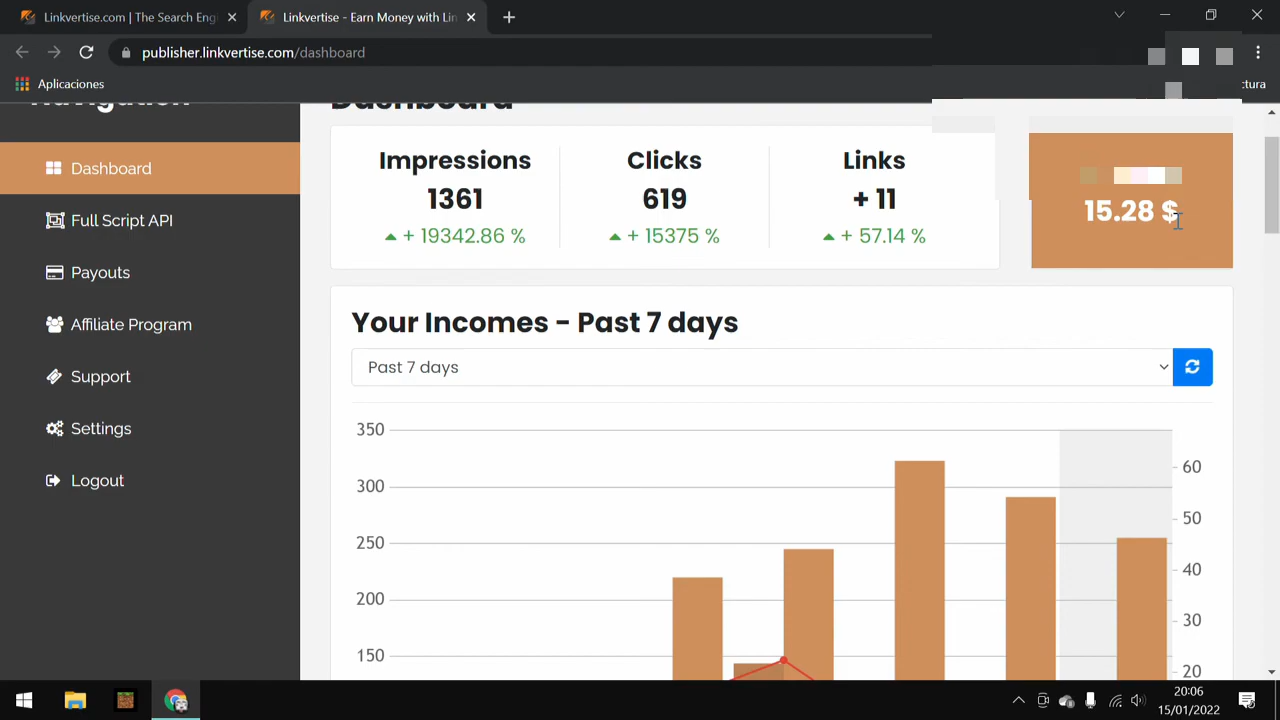 Linkvertise.com | The Search Eng
Linkvertise - Earn Money with Lin
publisher.linkvertise.com/dashboard
Aplicaciones
ctura
Navigation
Dashboard
Full Script API
Payouts
Affiliate Program
Support
Settings
Logout
Dashboard
Impressions
1361
+ 19342.86 %
Clicks
619
+ 15375 %
Links
+ 11
+ 57.14 %
15.28 $
Your Incomes - Past 7 days
Past 7 days
350
300
250
200
150
60
50
40
30
20
20:06
15/01/2022